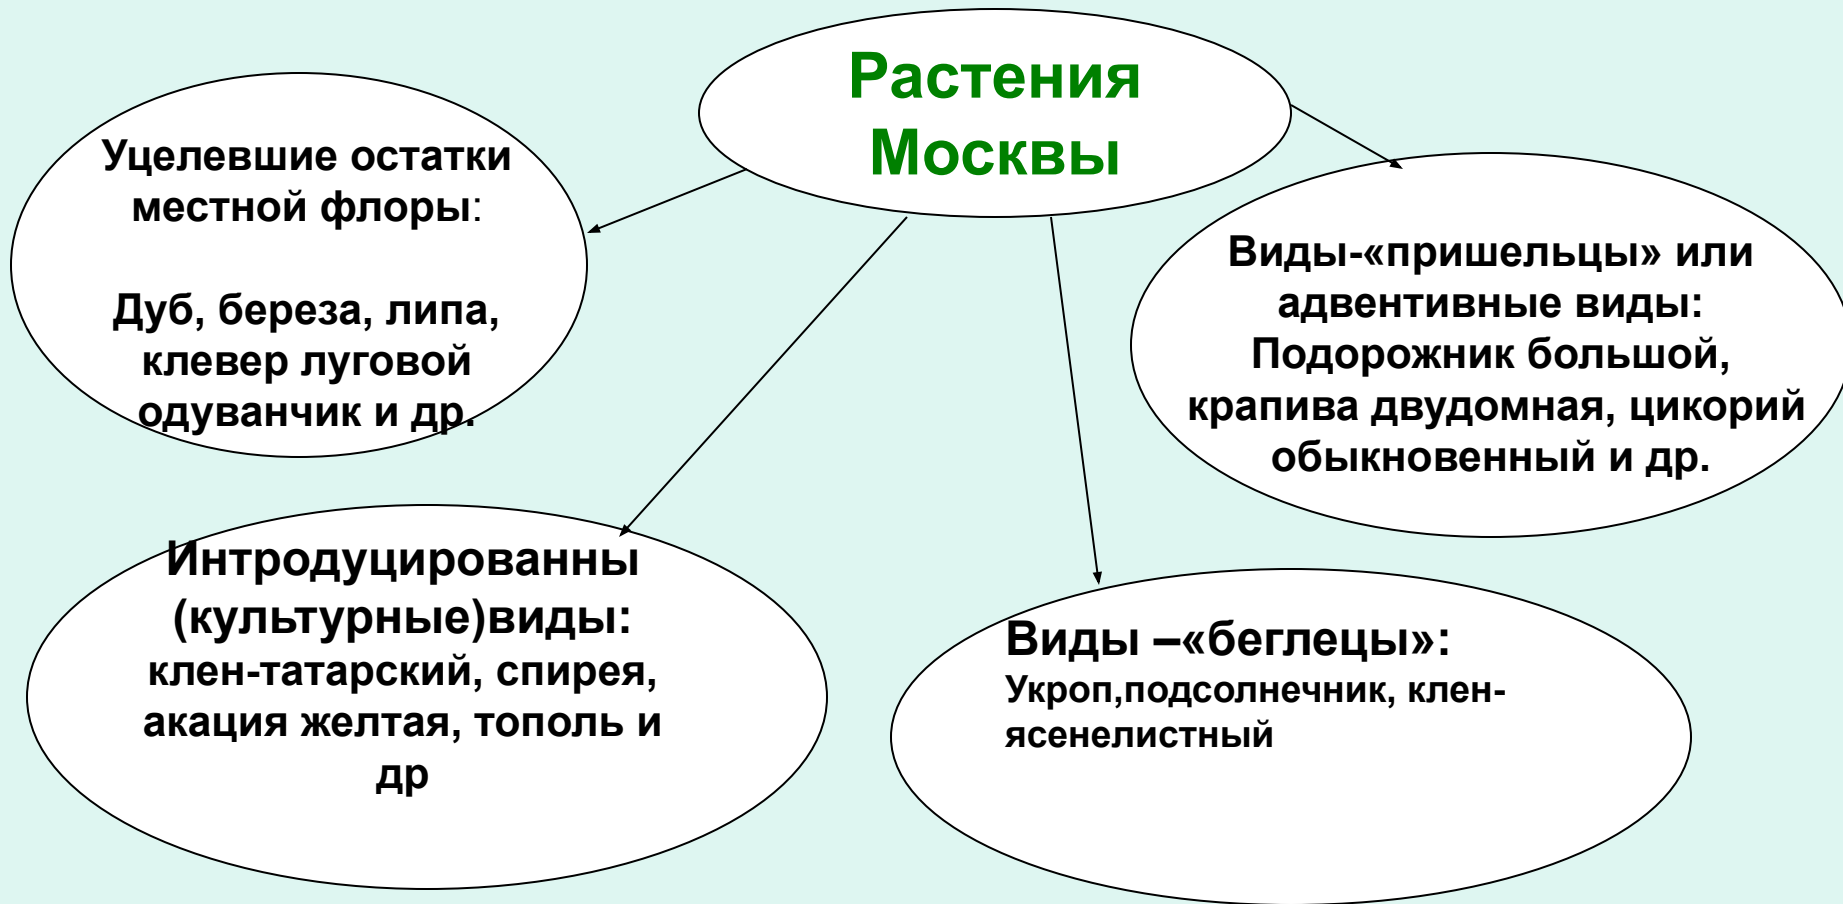 Растения
Москвы
Уцелевшие остатки
местной флоры:
Дуб, береза, липа,
клевер луговой
одуванчик и др.
Виды-«пришельцы» или
адвентивные виды:
Подорожник большой,
крапива двудомная, цикорий
обыкновенный и др.
Интродуцированны
(культурные)виды:
клен-татарский, спирея,
акация желтая, тополь и
др
Виды –«беглецы»:
Укроп,подсолнечник, клен-
ясенелистный